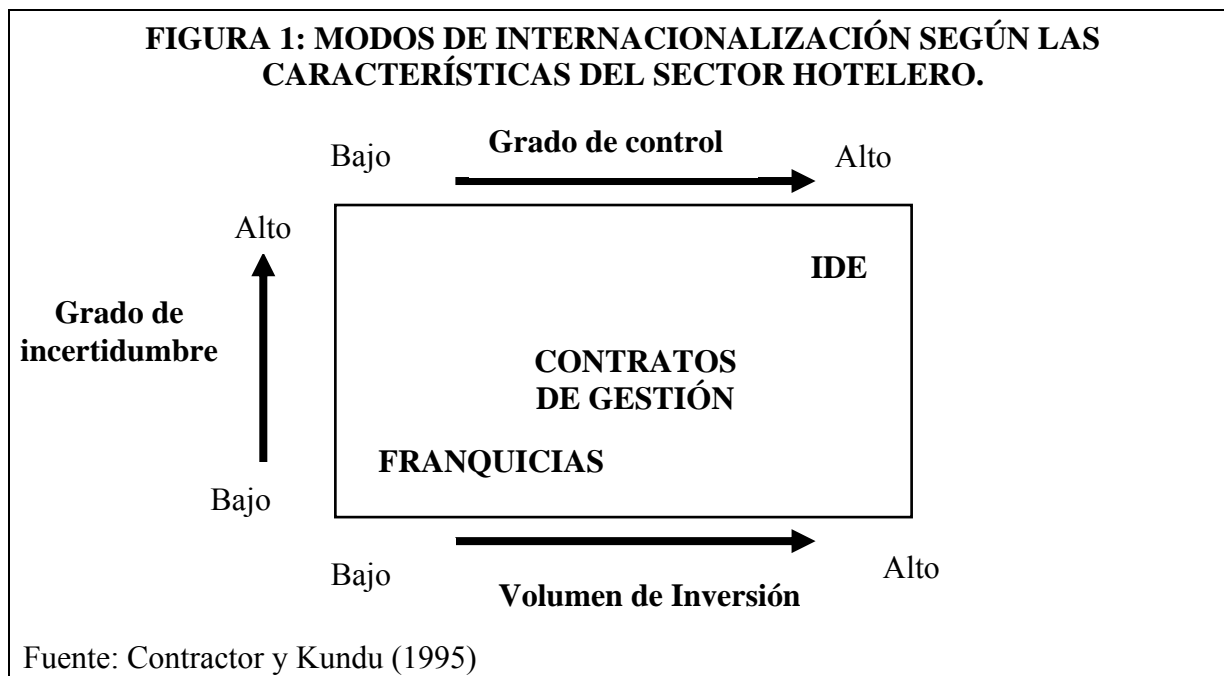 FIGURA 1: MODOS DE INTERNACIONALIZACIÓN SEGÚN LAS
CARACTERÍSTICAS DEL SECTOR HOTELERO.
Bajo
Grado de control
Alto
Alto
Grado de
incertidumbre
Bajo
IDE
CONTRATOS
DE GESTIÓN
FRANQUICIAS
Bajo
Volumen de Inversión
Alto
Fuente: Contractor y Kundu (1995)